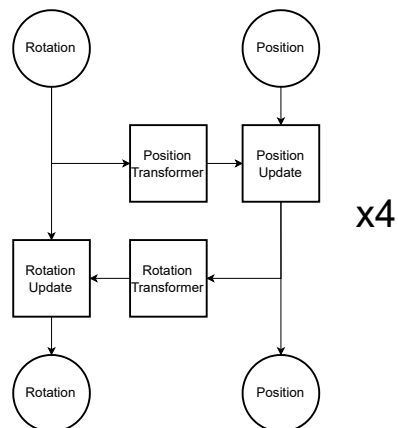 Rotation
Position
Position
Transformer
Position
Update
x4
Rotation
Update
Rotation
Transformer
Rotation
Position